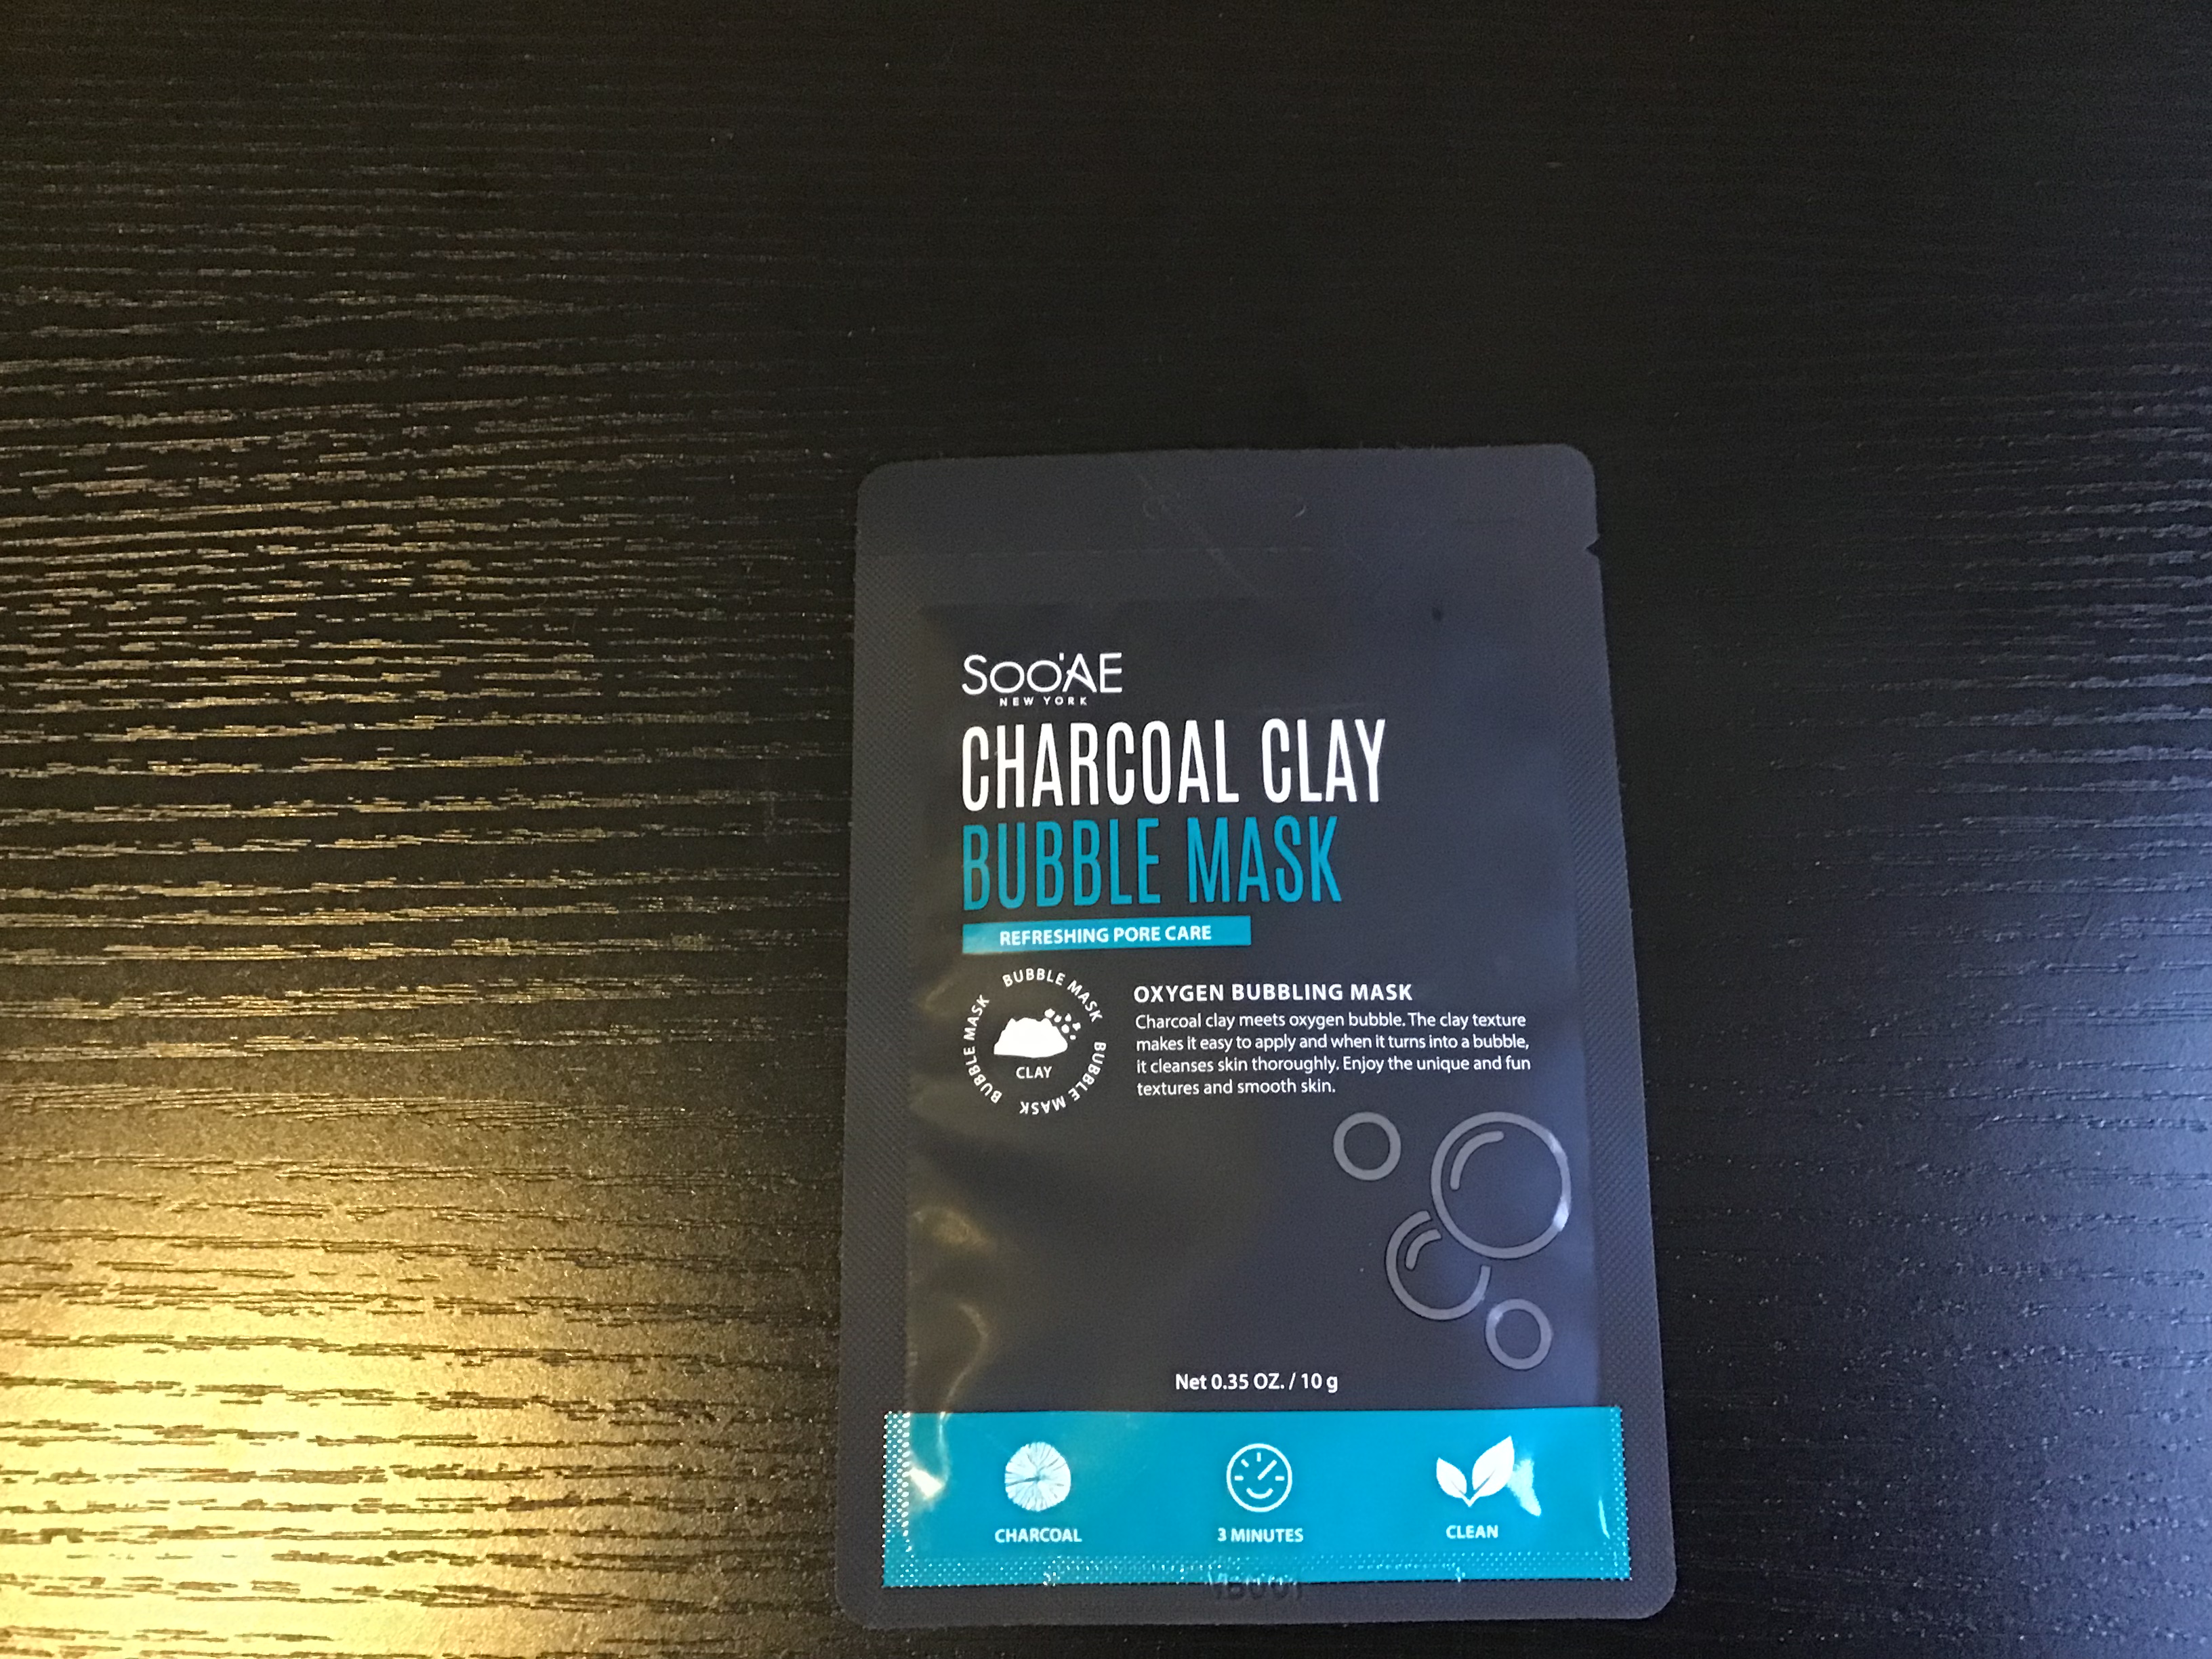 SOO'AE
NEW YORK
CHARCOAL CLAY
BUBBLE MASK
REFRESHING PORE CARE
BUBBLE MASK BUBBLE MASK BUBBLE MASK
CLAY
OXYGEN BUBBLING MASK
Charcoal clay meets oxygen bubble. The clay texture
makes it easy to apply and when it turns into a bubble,
it cleanses skin thoroughly. Enjoy the unique and fun
textures and smooth skin.
Net 0.35 OZ. / 10 g
CHARCOAL
3 MINUTES
CLEAN